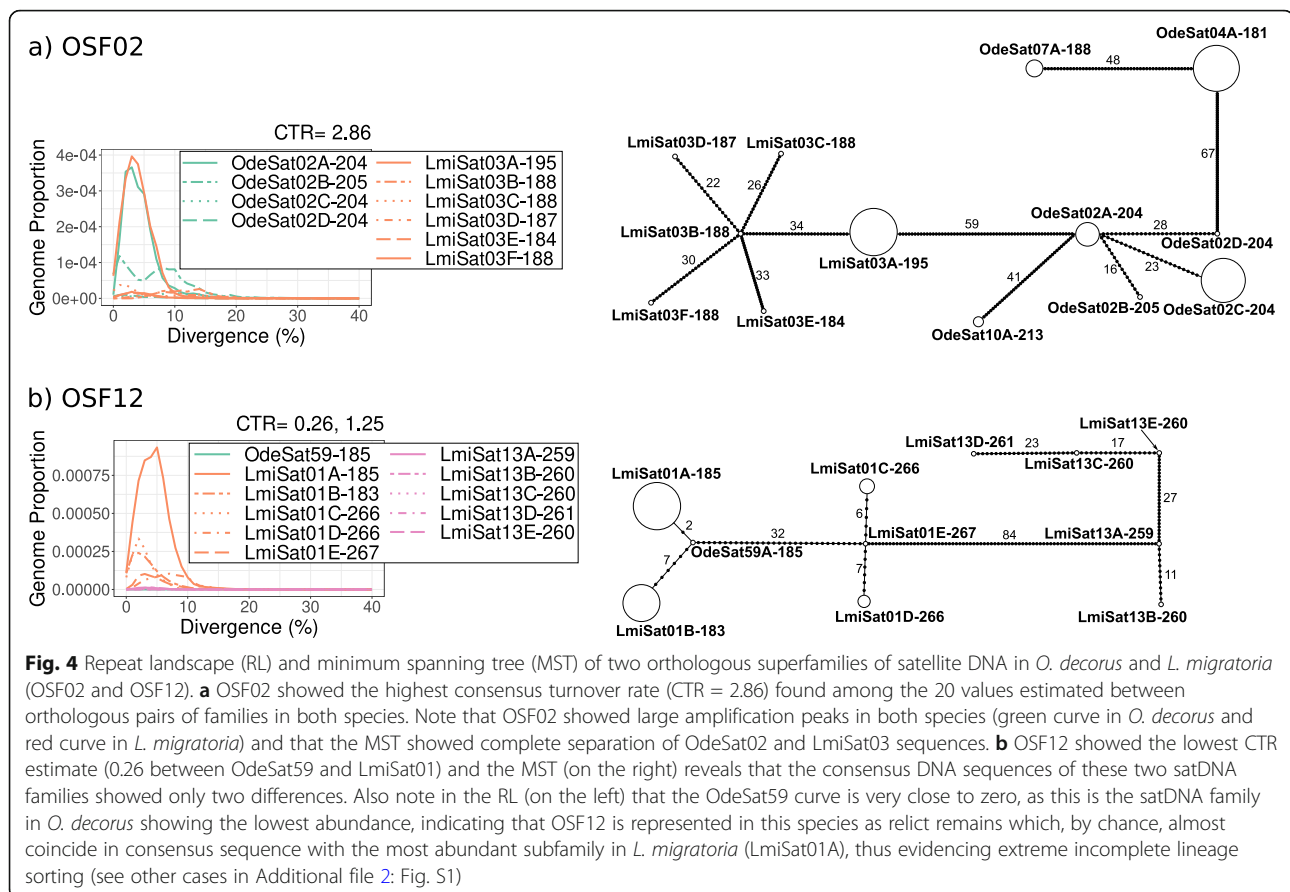 a) OSF02
CTR= 2.86
Genome Proportion
4e-04
3e-04
2e-04
1e-04
0e+00
0 10 20 30 40
Divergence (%)
OdeSat02A-204
OdeSat02B-205
OdeSat02C-204
OdeSat02D-204
LmiSat03A-195
LmiSat03B-188
LmiSat03C-188
LmiSat03D-187
LmiSat03E-184
LmiSat03F-188
OdeSat04A-181
OdeSat07A-188
48
67
LmiSat03D-187
LmiSat03C-188
22
26
OdeSat02A-204
LmiSat03B-188
34
59
28
LmiSat03A-195
OdeSat02D-204
30
33
41
16
23
LmiSat03F-188
LmiSat03E-184
OdeSat02B-205
OdeSat02C-204
OdeSat10A-213
b) OSF12
CTR= 0.26, 1.25
Genome Proportion
0.00075
0.00050
0.00025
0.00000
0 10 20 30 40
Divergence (%)
OdeSat59-185
LmiSat01A-185
LmiSat01B-183
LmiSat01C-266
LmiSat01D-266
LmiSat01E-267
LmiSat13A-259
LmiSat13B-260
LmiSat13C-260
LmiSat13D-261
LmiSat13E-260
LmiSat13E-260
LmiSat13D-261
23
17
LmiSat13C-260
LmiSat01A-185
LmiSat01C-266
27
2
6
32
LmiSat01E-267
84
LmiSat13A-259
OdeSat59A-185
7
7
11
LmiSat01B-183
LmiSat01D-266
LmiSat13B-260
Fig. 4 Repeat landscape (RL) and minimum spanning tree (MST) of two orthologous superfamilies of satellite DNA in O. decorus and L. migratoria
(OSF02 and OSF12). a OSF02 showed the highest consensus turnover rate (CTR = 2.86) found among the 20 values estimated between
orthologous pairs of families in both species. Note that OSF02 showed large amplification peaks in both species (green curve in O. decorus and
red curve in L. migratoria) and that the MST showed complete separation of OdeSat02 and LmiSat03 sequences. b OSF12 showed the lowest CTR
estimate (0.26 between OdeSat59 and LmiSat01) and the MST (on the right) reveals that the consensus DNA sequences of these two satDNA
families showed only two differences. Also note in the RL (on the left) that the OdeSat59 curve is very close to zero, as this is the satDNA family
in O. decorus showing the lowest abundance, indicating that OSF12 is represented in this species as relict remains which, by chance, almost
coincide in consensus sequence with the most abundant subfamily in L. migratoria (LmiSat01A), thus evidencing extreme incomplete lineage
sorting (see other cases in Additional file 2: Fig. S1)